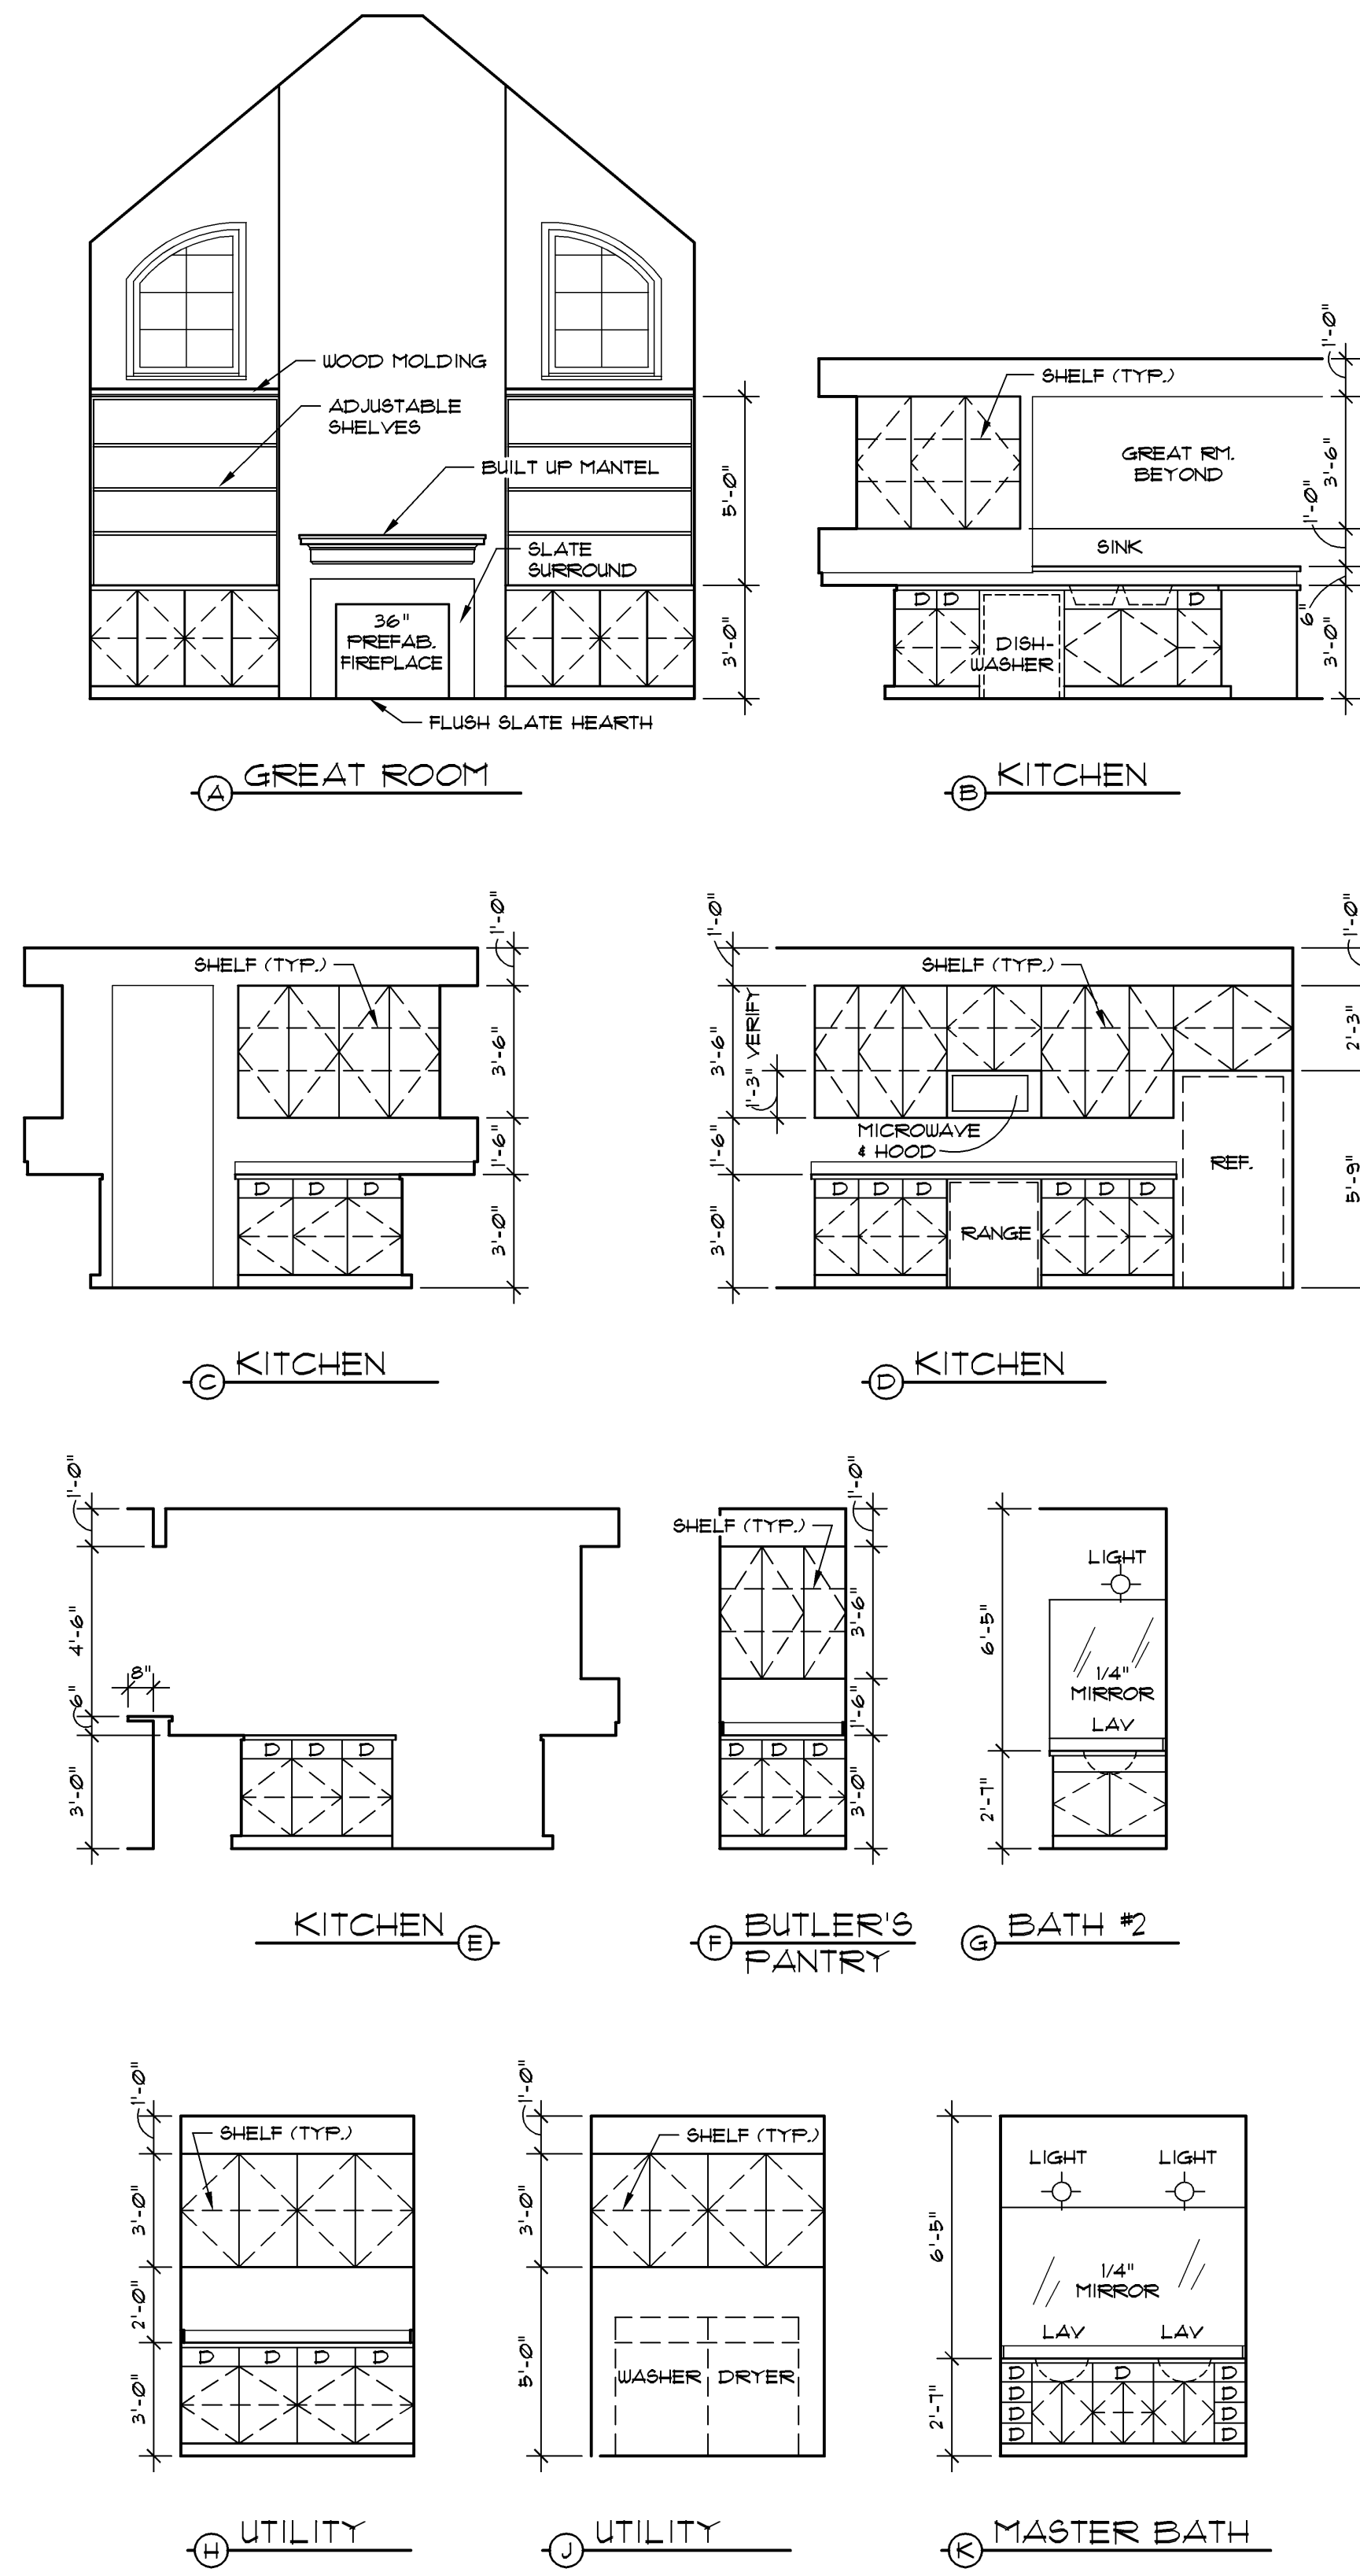 WOOD MOLDING
ADJUSTABLE
SHELVES
BUILT UP MANTEL
SLATE
SURROUND
36"
PREFAB.
FIREPLACE
FLUSH SLATE HEARTH
5'-0"
3'-0"
A GREAT ROOM
SHELF (TYP.)
GREAT RM.
BEYOND
SINK
D D D
DISH-
WASHER
1'-0"
3'-6"
1'-0"
6"
3'-0"
B KITCHEN
SHELF (TYP.)
D D D
1'-0"
3'-6"
1'-6"
3'-0"
C KITCHEN
1'-0"
3'-6"
1'-3" VERIFY
1'-6"
3'-0"
SHELF (TYP.)
MICROWAVE
& HOOD
REF.
D D D D D D
RANGE
1'-0"
2'-3"
5'-9"
D KITCHEN
1'-0"
4'-6"
8"
6"
3'-0"
D D D
KITCHEN E
SHELF (TYP.)
D D D
1'-0"
3'-6"
1'-6"
3'-0"
F BUTLER'S
PANTRY
6'-5"
2'-7"
LIGHT
1/4"
MIRROR
LAV
G BATH #2
1'-0"
3'-0"
2'-0"
3'-0"
SHELF (TYP.)
D D D D
H UTILITY
1'-0"
3'-0"
5'-0"
SHELF (TYP.)
WASHER DRYER
J UTILITY
6'-5"
2'-7"
LIGHT LIGHT
1/4"
MIRROR
LAV LAV
D D D
D D
D D
D D
K MASTER BATH